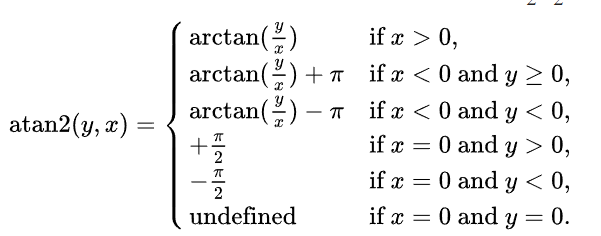 atan2(y, x) =
arctan(y/x) if x > 0,
arctan(y/x) + π if x < 0 and y ≥ 0,
arctan(y/x) − π if x < 0 and y < 0,
+π/2 if x = 0 and y > 0,
−π/2 if x = 0 and y < 0,
undefined if x = 0 and y = 0.